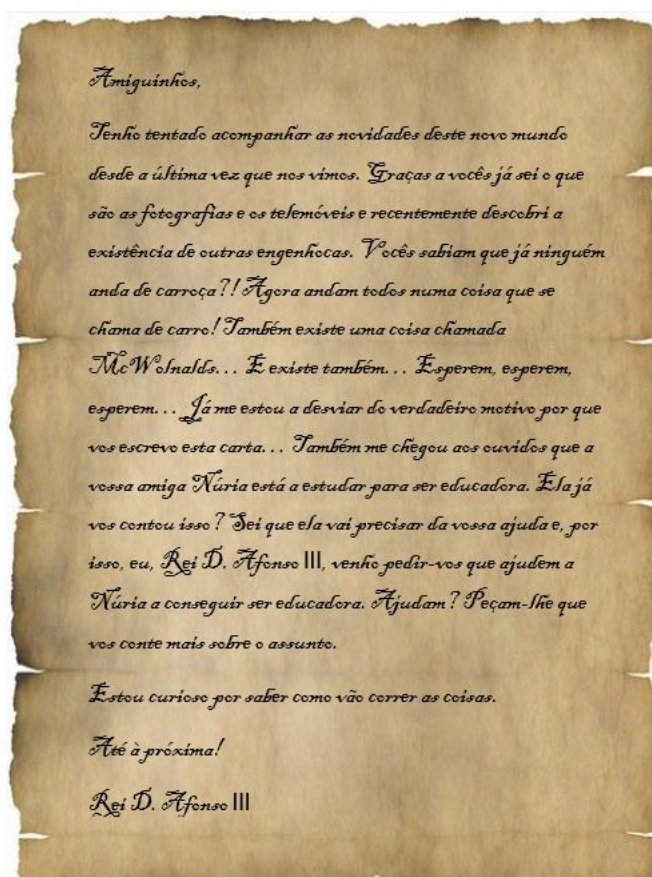 Amiguinhos,
Tenho tentado acompanhar as novidades deste novo mundo
desde a última vez que nos vimos. Graças a vocês já sei o que
são as fotografias e os telemóveis e recentemente descobri a
existência de outras engenhocas. Vocês sabiam que já ninguém
anda de carroça?! Agora andam todos numa coisa que se
chama de carro! Também existe uma coisa chamada
McWolnalds... E existe também... Esperem, esperem,
esperem... Já me estou a desviar do verdadeiro motivo por que
vos escrevo esta carta... Também me chegou aos ouvidos que a
vossa amiga Núria está a estudar para ser educadora. Ela já
vos contou isso? Sei que ela vai precisar da vossa ajuda e, por
isso, eu, Rei D. Afonso III, venho pedir-vos que ajudem a
Núria a conseguir ser educadora. Ajudam? Peçam-lhe que
vos conte mais sobre o assunto.
Estou curioso por saber como vão correr as coisas.
Até à próxima!
Rei D. Afonso III